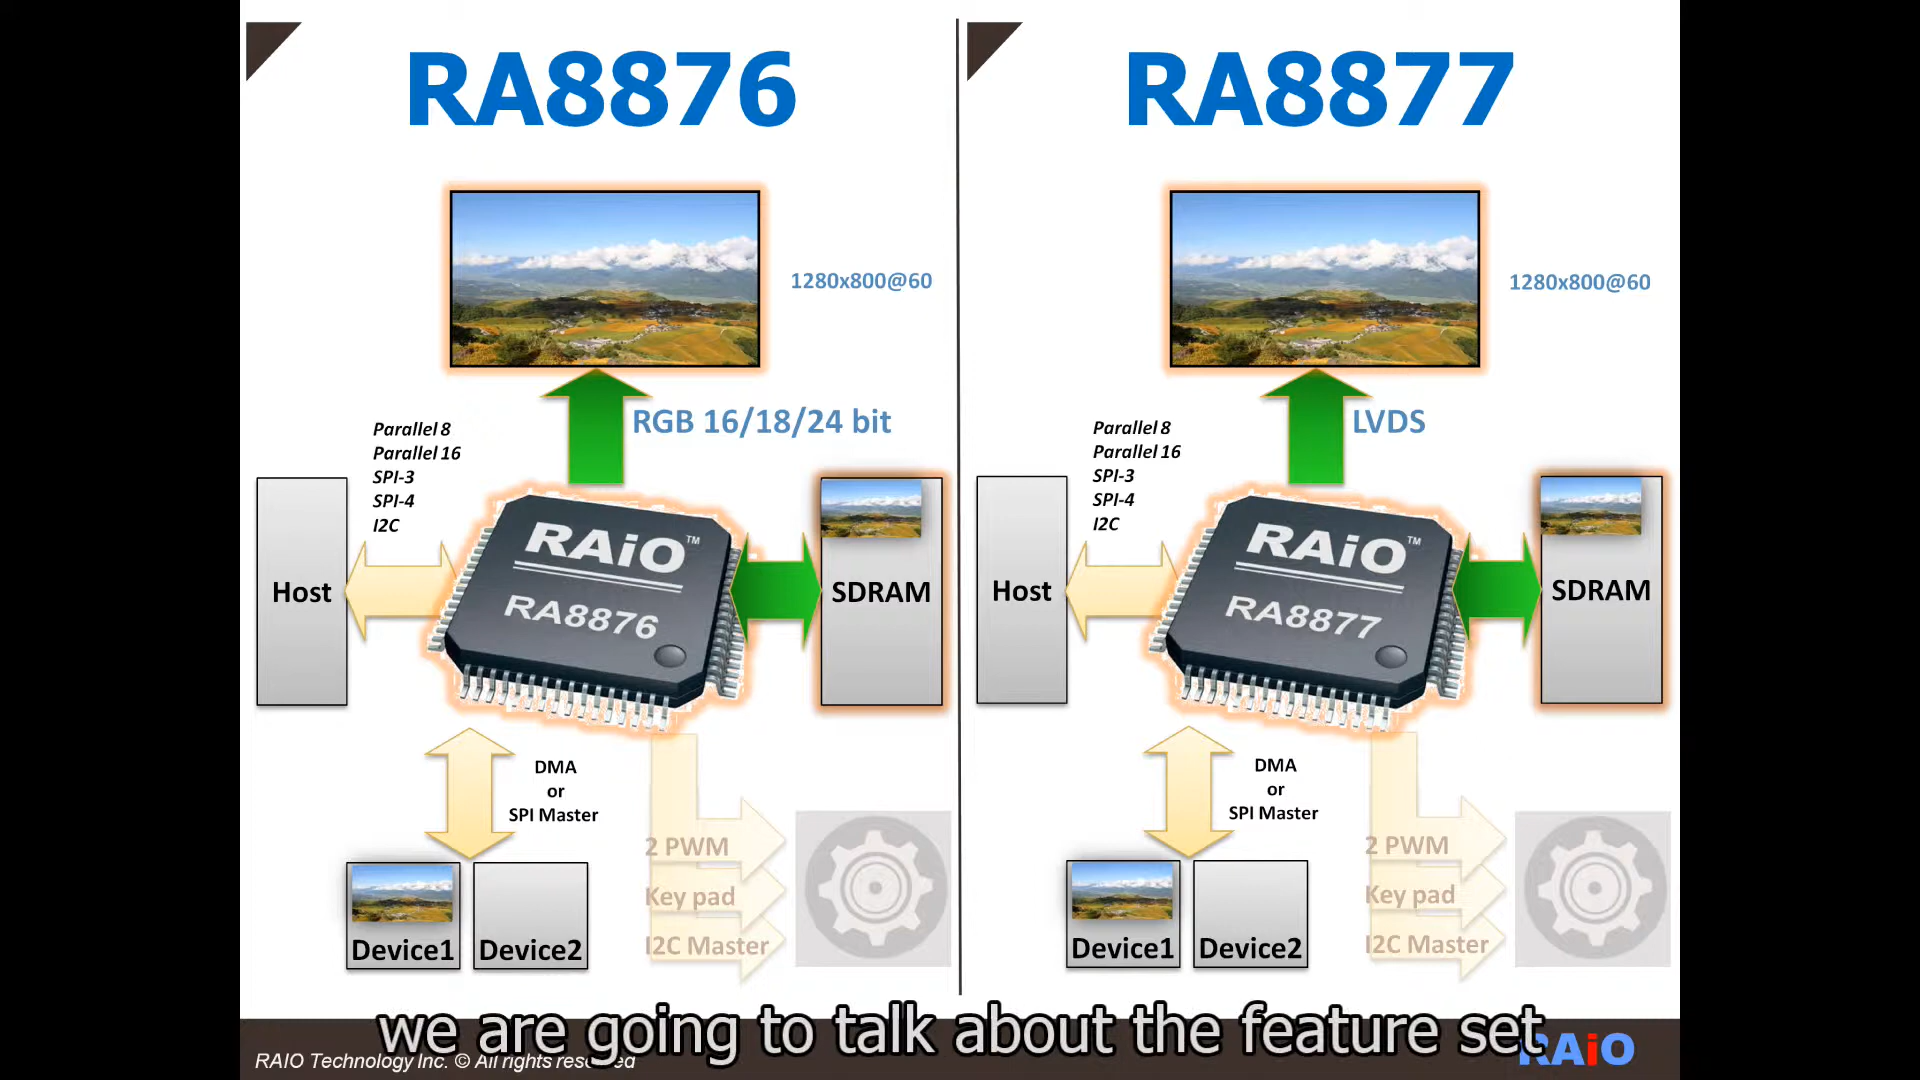 RA8876
1280x800@60
RGB 16/18/24 bit
Parallel 8
Parallel 16
SPI-3
SPI-4
I2C
Host
RAiO™
RA8876
SDRAM
DMA
or
SPI Master
2 PWM
Key pad
I2C Master
Device1
Device2
RA8877
1280x800@60
LVDS
Parallel 8
Parallel 16
SPI-3
SPI-4
I2C
Host
RAiO™
RA8877
SDRAM
DMA
or
SPI Master
2 PWM
Key pad
I2C Master
Device1
Device2
we are going to talk about the feature set
RAIO Technology Inc. © All rights reserved
RAiO